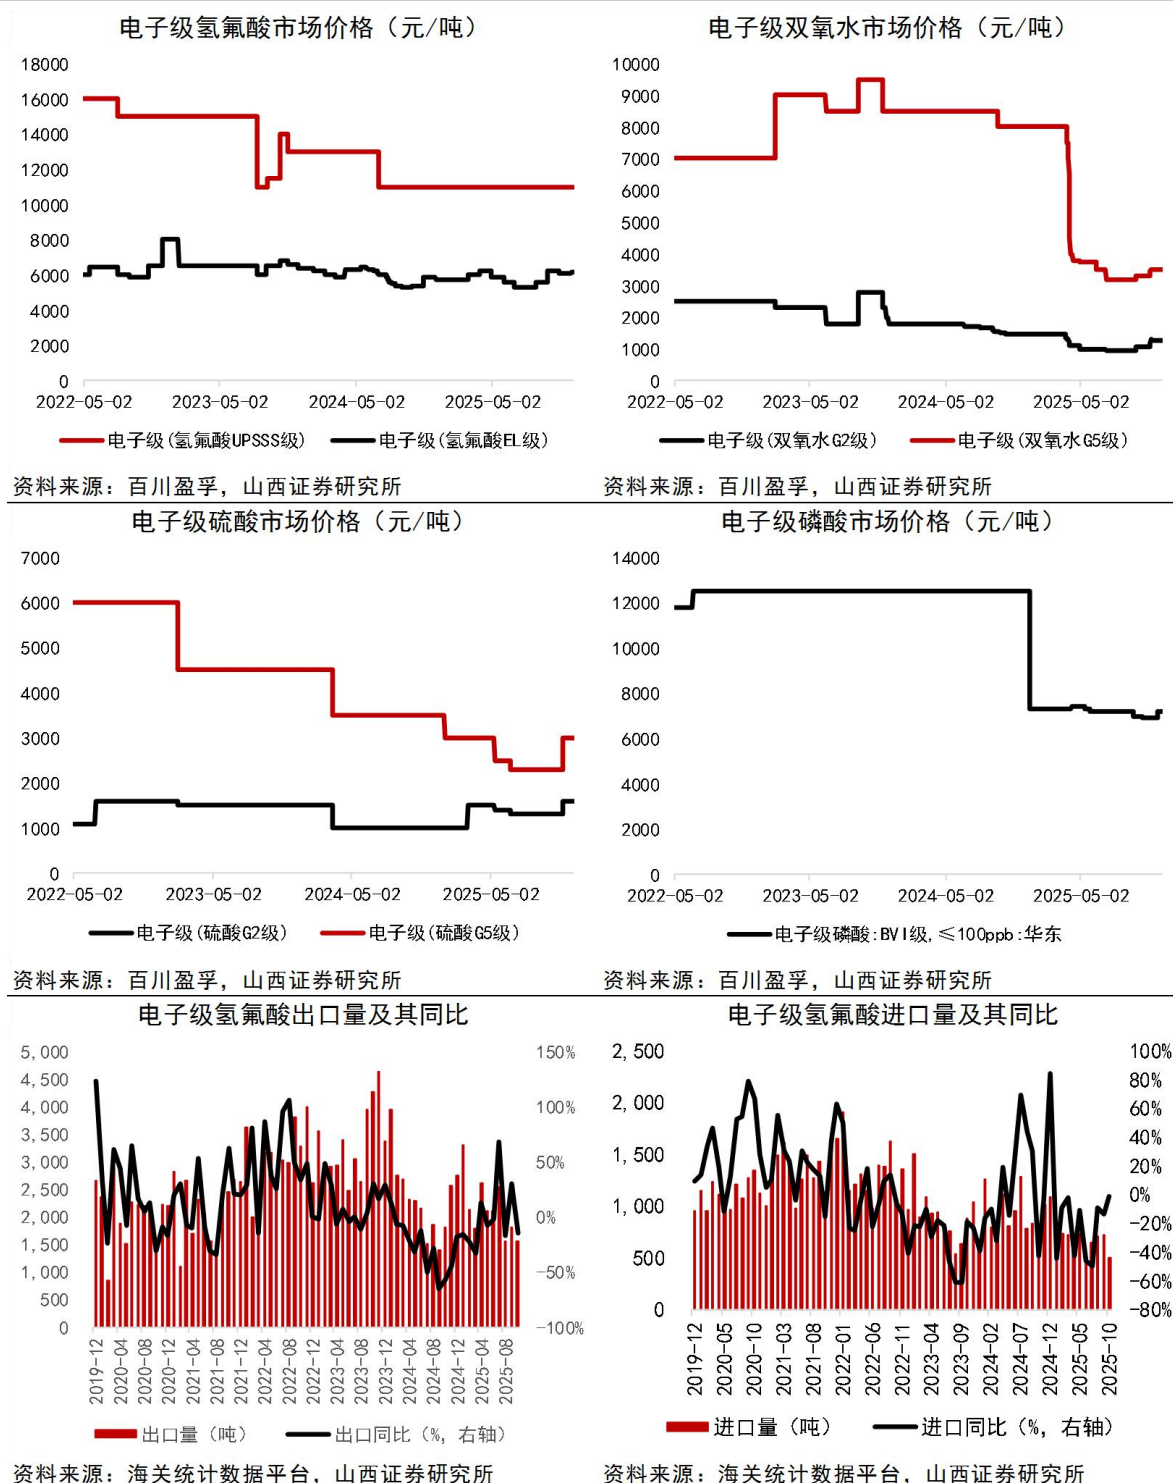 电子级氢氟酸市场价格（元/吨）
18000
16000
14000
12000
10000
8000
6000
4000
2000
0
2022-05-02 2023-05-02 2024-05-02 2025-05-02
电子级(氢氟酸UPSSS级) 电子级(氢氟酸EL级)
资料来源：百川盈孚，山西证券研究所
电子级双氧水市场价格（元/吨）
10000
9000
8000
7000
6000
5000
4000
3000
2000
1000
0
2022-05-02 2023-05-02 2024-05-02 2025-05-02
电子级(双氧水G2级) 电子级(双氧水G5级)
资料来源：百川盈孚，山西证券研究所
电子级硫酸市场价格（元/吨）
7000
6000
5000
4000
3000
2000
1000
0
2022-05-02 2023-05-02 2024-05-02 2025-05-02
电子级(硫酸G2级) 电子级(硫酸G5级)
资料来源：百川盈孚，山西证券研究所
电子级磷酸市场价格（元/吨）
14000
12000
10000
8000
6000
4000
2000
0
2022-05-02 2023-05-02 2024-05-02 2025-05-02
电子级磷酸:BVI级,≤100ppb:华东
资料来源：百川盈孚，山西证券研究所
电子级氢氟酸出口量及其同比
5,000 150%
4,500
4,000 100%
3,500
3,000 50%
2,500
2,000 0%
1,500
1,000 -50%
500
0 -100%
2019-12 2020-04 2020-08 2020-12 2021-04 2021-08 2021-12 2022-04 2022-08 2022-12 2023-04 2023-08 2023-12 2024-04 2024-08 2024-12 2025-04 2025-08
出口量（吨） 出口同比（%，右轴）
资料来源：海关统计数据平台，山西证券研究所
电子级氢氟酸进口量及其同比
2,500 100%
80%
2,000 60%
40%
1,500 20%
0%
1,000 -20%
500 -40%
-60%
0 -80%
2019-12 2020-05 2020-10 2021-03 2021-08 2022-01 2022-06 2022-11 2023-04 2023-09 2024-02 2024-07 2024-12 2025-05 2025-10
进口量（吨） 进口同比（%，右轴）
资料来源：海关统计数据平台，山西证券研究所